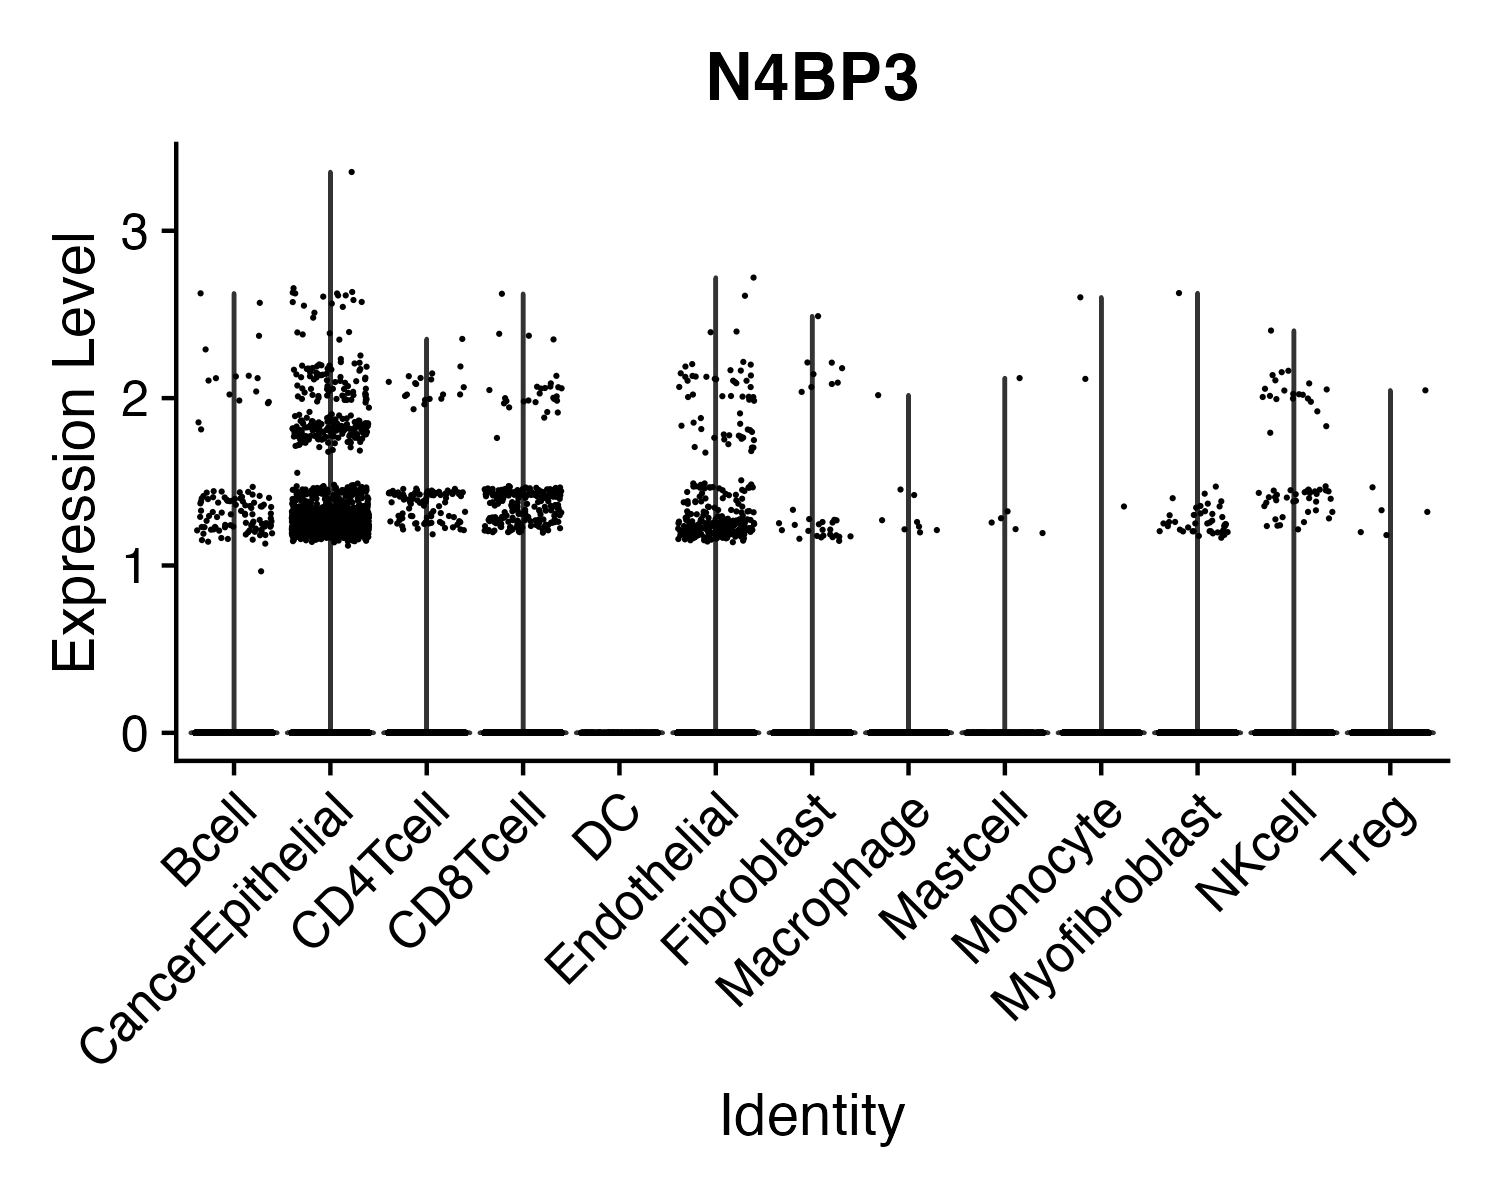 N4BP3
Expression Level
3
2
1
0
Bcell
CancerEpithelial
CD4Tcell
CD8Tcell
DC
Endothelial
Fibroblast
Macrophage
Mastcell
Monocyte
Myofibroblast
NKcell
Treg
Identity